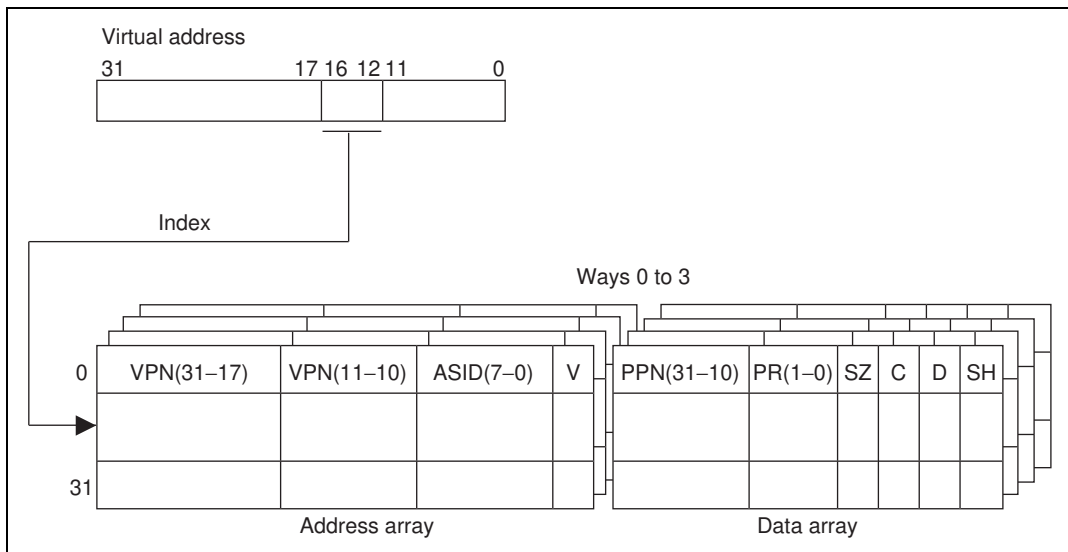 Virtual address
31 17 16 12 11 0
Index
Ways 0 to 3
0 VPN(31–17) VPN(11–10) ASID(7–0) V PPN(31–10) PR(1–0) SZ C D SH
31
Address array Data array